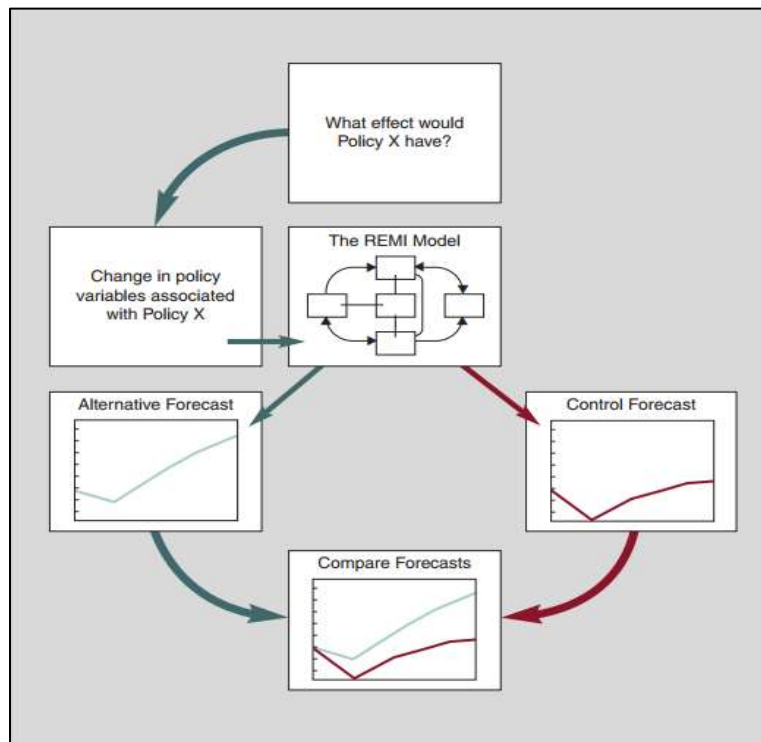 What effect would
Policy X have?
Change in policy
variables associated
with Policy X
The REMI Model
Alternative Forecast
Control Forecast
Compare Forecasts